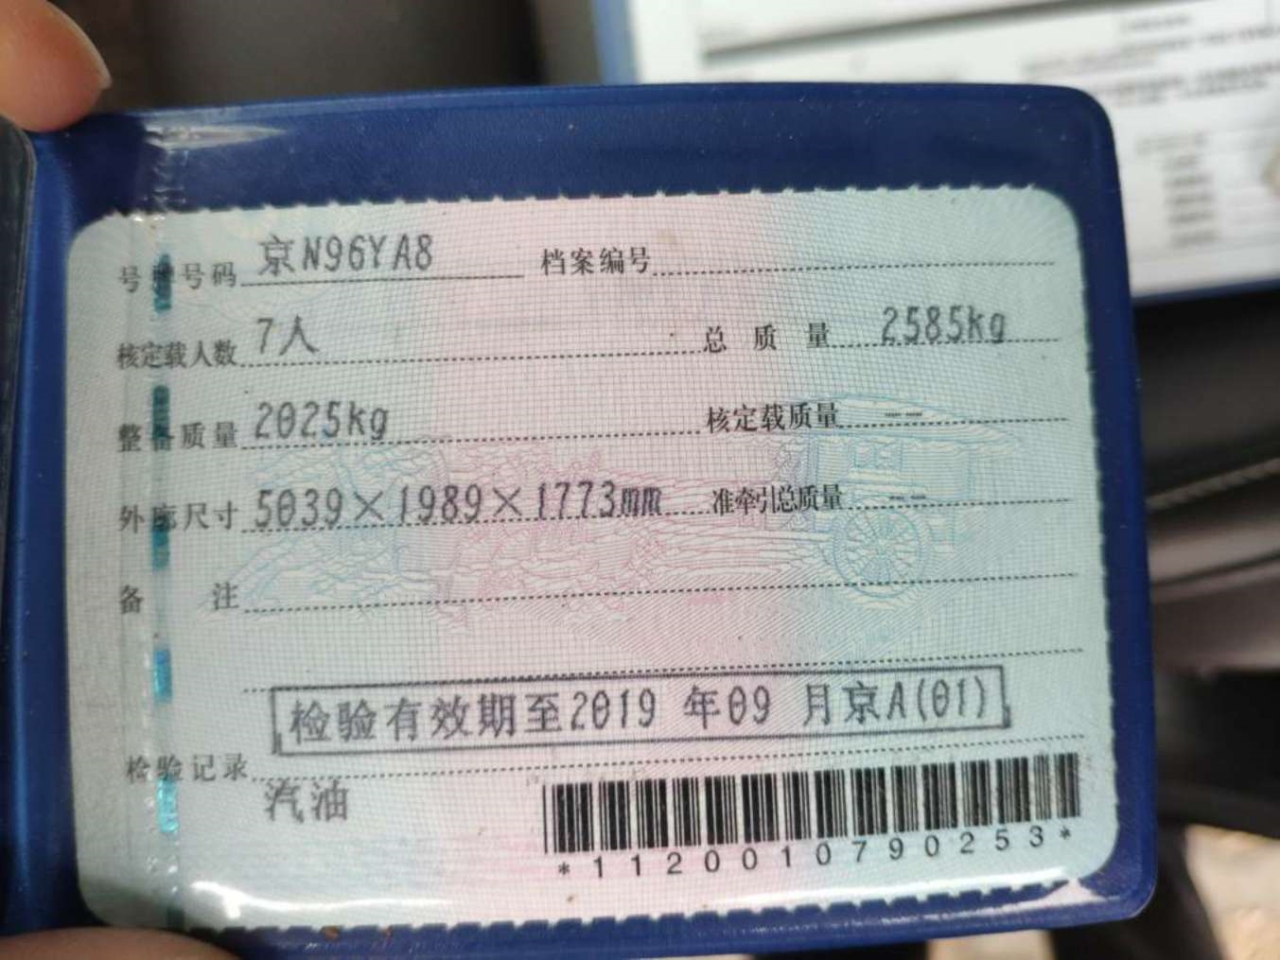 号牌号码 京N96YA8 档案编号
核定载人数 7人 总质量 2585kg
整备质量 2025kg 核定载质量 --
外廓尺寸 5039×1989×1773mm 准牵引总质量 --
备注
检验有效期至2019 年09 月京A(01)
检验记录
汽油
*1120010790253*